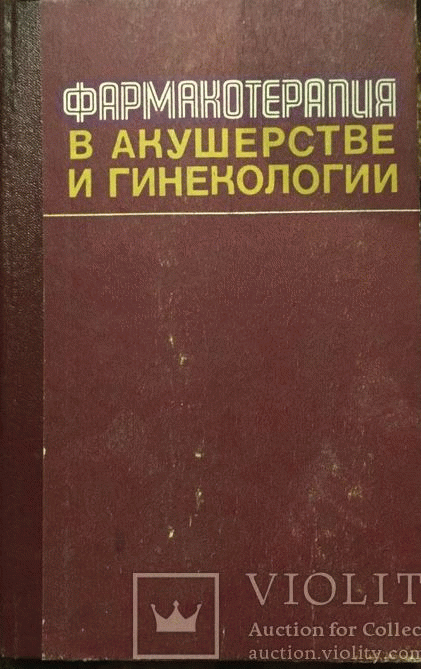 ФАРМАКОТЕРАПИЯ
В АКУШЕРСТВЕ
И ГИНЕКОЛОГИИ
VIOLIT
Auction for Collec
auction.violity.com